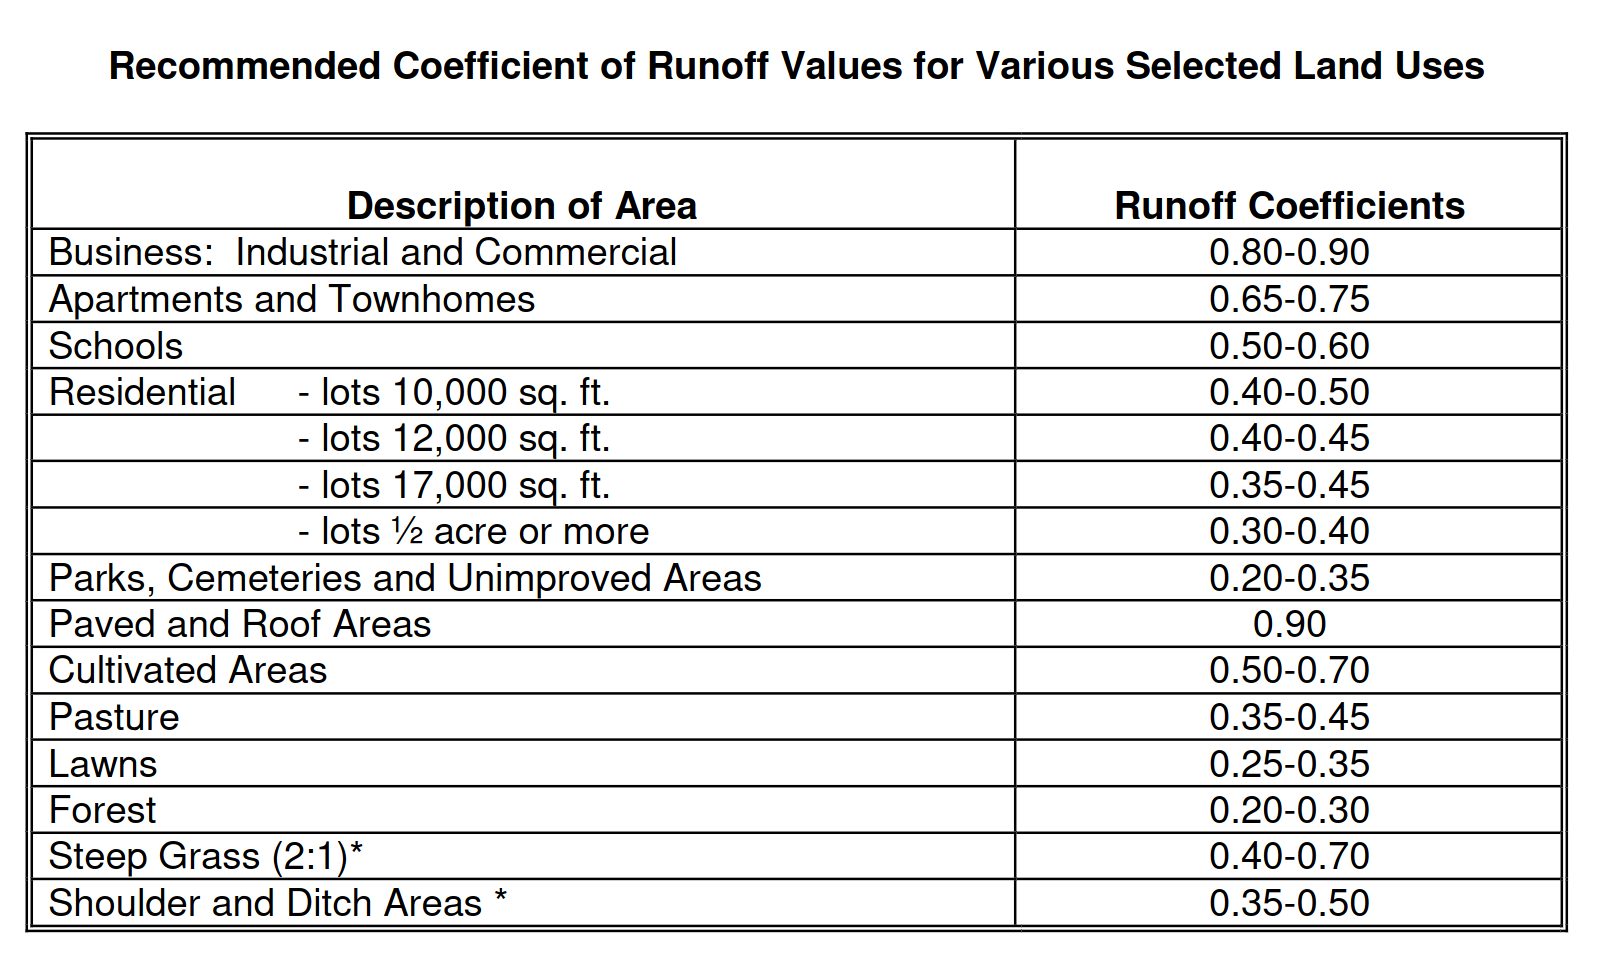 Recommended Coefficient of Runoff Values for Various Selected Land Uses
Description of Area Runoff Coefficients
Business:  Industrial and Commercial 0.80-0.90
Apartments and Townhomes 0.65-0.75
Schools 0.50-0.60
Residential - lots 10,000 sq. ft. 0.40-0.50
- lots 12,000 sq. ft. 0.40-0.45
- lots 17,000 sq. ft. 0.35-0.45
- lots ½ acre or more 0.30-0.40
Parks, Cemeteries and Unimproved Areas 0.20-0.35
Paved and Roof Areas 0.90
Cultivated Areas 0.50-0.70
Pasture 0.35-0.45
Lawns 0.25-0.35
Forest 0.20-0.30
Steep Grass (2:1)* 0.40-0.70
Shoulder and Ditch Areas * 0.35-0.50